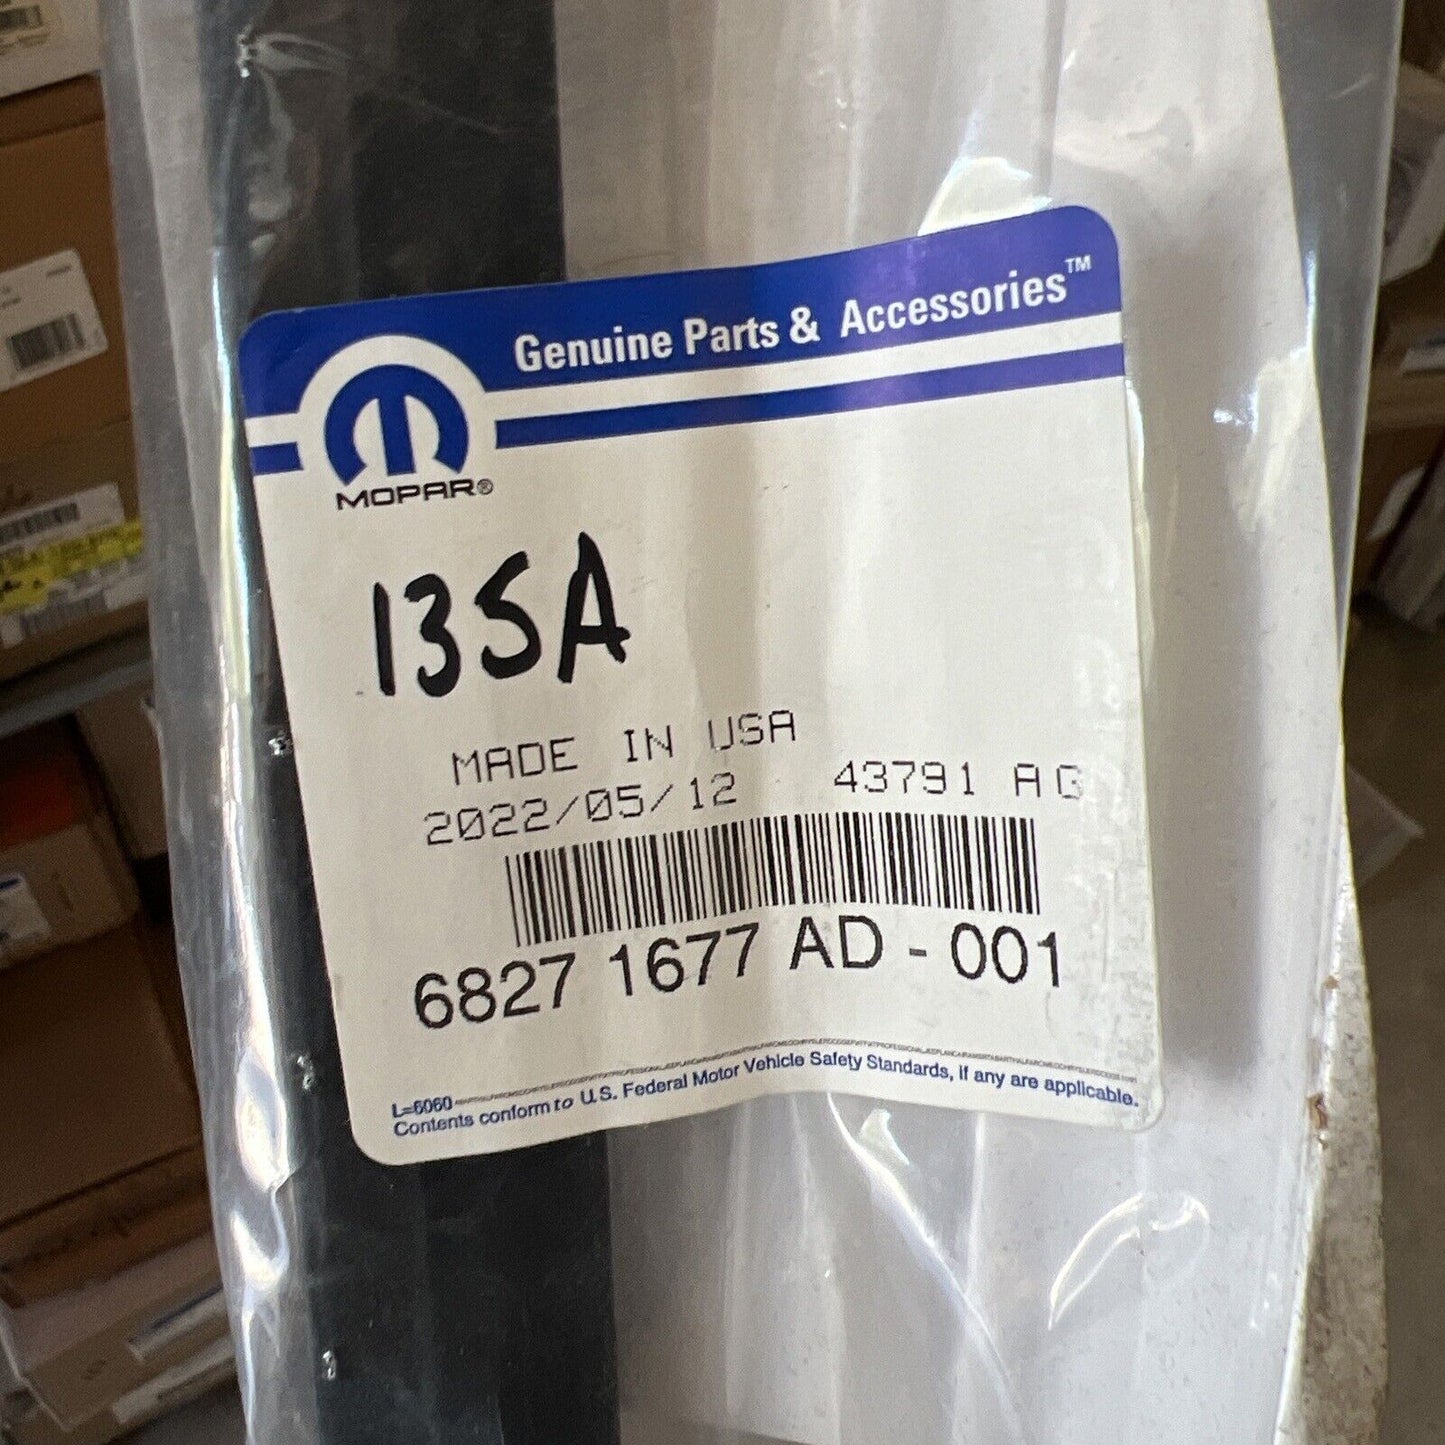 Genuine Parts & Accessories™
MOPAR®
135A
MADE IN USA
2022/05/12 43791 AG
6827 1677 AD - 001
L=6060
Contents conform to U.S. Federal Motor Vehicle Safety Standards, if any are applicable.